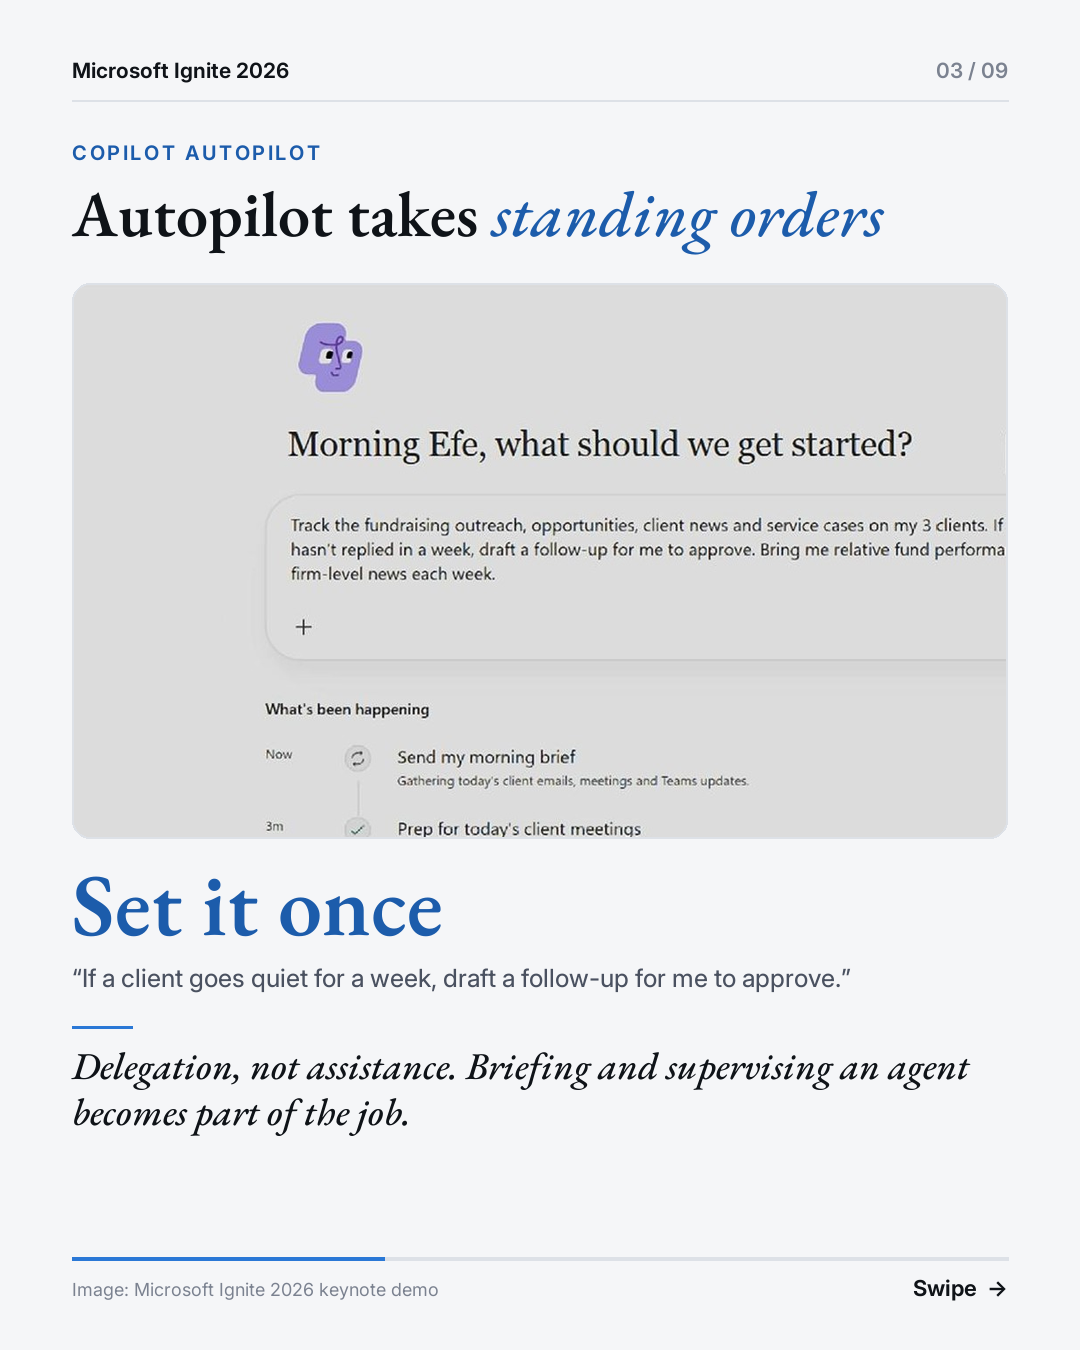 Microsoft Ignite 2026
03 / 09
COPILOT AUTOPILOT
Autopilot takes standing orders
Morning Efe, what should we get started?
Track the fundraising outreach, opportunities, client news and service cases on my 3 clients. If
hasn't replied in a week, draft a follow-up for me to approve. Bring me relative fund performa
firm-level news each week.
+
What's been happening
Now
Send my morning brief
Gathering today's client emails, meetings and Teams updates.
3m
Prep for today's client meetings
Set it once
“If a client goes quiet for a week, draft a follow-up for me to approve.”
Delegation, not assistance. Briefing and supervising an agent
becomes part of the job.
Image: Microsoft Ignite 2026 keynote demo
Swipe →